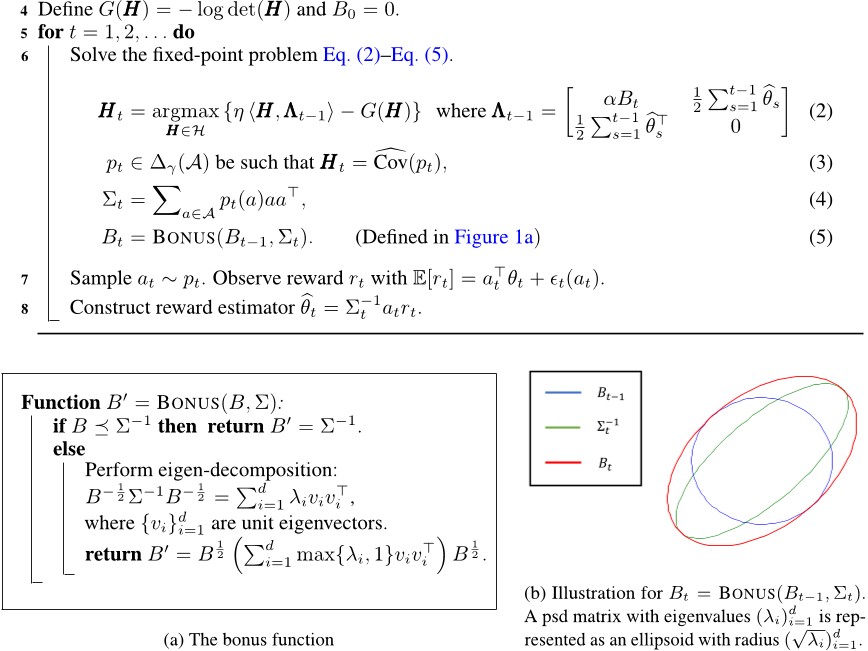 4 Define G(H) = − log det(H) and B_0 = 0.
5 for t = 1, 2, . . . do
6 Solve the fixed-point problem Eq. (2)–Eq. (5).
H_t = argmax_{H∈ℋ} {η ⟨H, Λ_{t−1}⟩ − G(H)} where Λ_{t−1} = [ αB_t   ½ ∑_{s=1}^{t−1} θ̂_s ; ½ ∑_{s=1}^{t−1} θ̂_s^⊤   0 ] (2)
p_t ∈ Δ_γ(𝒜) be such that H_t = Ĉov(p_t), (3)
Σ_t = ∑_{a∈𝒜} p_t(a)aa^⊤, (4)
B_t = BONUS(B_{t−1}, Σ_t). (Defined in Figure 1a) (5)
7 Sample a_t ∼ p_t. Observe reward r_t with 𝔼[r_t] = a_t^⊤θ_t + ϵ_t(a_t).
8 Construct reward estimator θ̂_t = Σ_t^{−1}a_t r_t.
Function B′ = BONUS(B, Σ):
if B ⪯ Σ^{−1} then return B′ = Σ^{−1}.
else
Perform eigen-decomposition:
B^{−½}Σ^{−1}B^{−½} = ∑_{i=1}^{d} λ_i v_i v_i^⊤,
where {v_i}_{i=1}^{d} are unit eigenvectors.
return B′ = B^{½} (∑_{i=1}^{d} max{λ_i, 1}v_i v_i^⊤) B^{½}.
(a) The bonus function
B_{t−1}
Σ_t^{−1}
B_t
(b) Illustration for B_t = BONUS(B_{t−1}, Σ_t).
A psd matrix with eigenvalues (λ_i)_{i=1}^{d} is rep-
resented as an ellipsoid with radius (√λ_i)_{i=1}^{d}.